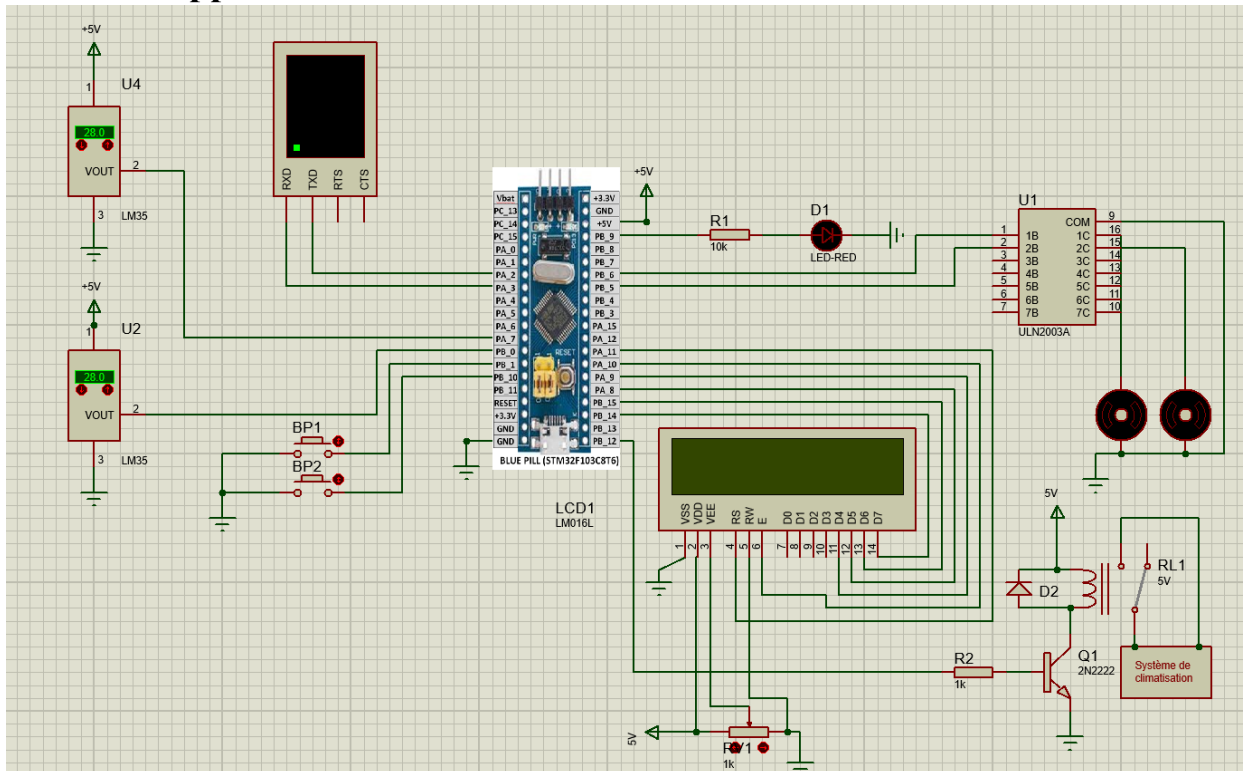 +5V
U4
1
28.0
VOUT
2
3
LM35
RXD
TXD
RTS
CTS
+5V
U2
1
28.0
VOUT
2
3
LM35
BP1
BP2
Vbat
PC_13
PC_14
PC_15
PA_0
PA_1
PA_2
PA_3
PA_4
PA_5
PA_6
PA_7
PB_0
PB_1
PB_10
PB_11
RESET
+3.3V
GND
GND
RESET
+3.3V
GND
+5V
PB_9
PB_8
PB_7
PB_6
PB_5
PB_4
PB_3
PA_15
PA_12
PA_11
PA_10
PA_9
PA_8
PB_15
PB_14
PB_13
PB_12
BLUE PILL (STM32F103C8T6)
+5V
R1
10k
D1
LED-RED
U1
1 1B
2 2B
3 3B
4 4B
5 5B
6 6B
7 7B
COM 9
1C 16
2C 15
3C 14
4C 13
5C 12
6C 11
7C 10
ULN2003A
LCD1
LM016L
VSS
VDD
VEE
RS
RW
E
D0
D1
D2
D3
D4
D5
D6
D7
1
2
3
4
5
6
7
8
9
10
11
12
13
14
5V
D2
RL1
5V
R2
1k
Q1
2N2222
Système de
climatisation
5V
RV1
1k